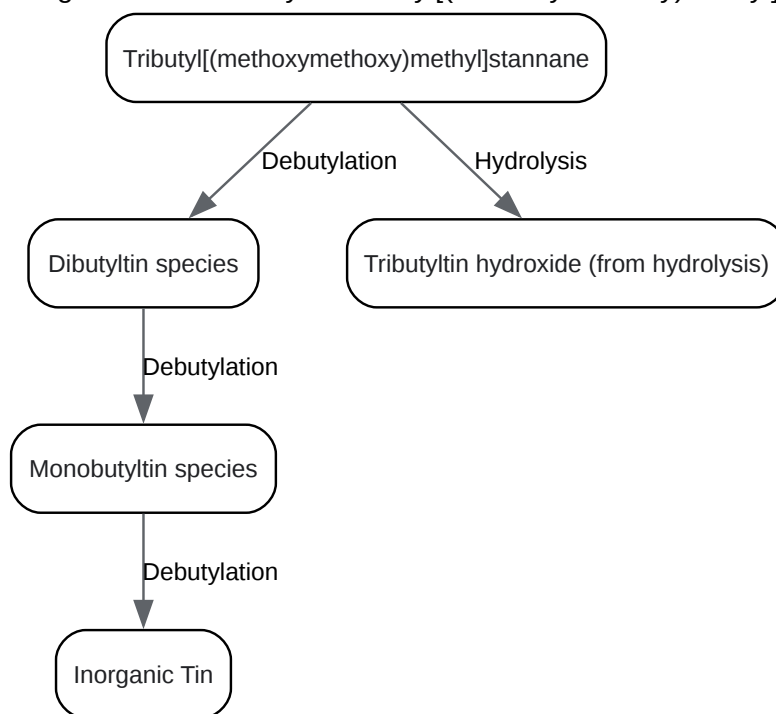 Tributyl[(methoxymethoxy)methyl]stannane
Debutylation
Hydrolysis
Dibutyltin species
Tributyltin hydroxide (from hydrolysis)
Debutylation
Monobutyltin species
Debutylation
Inorganic Tin